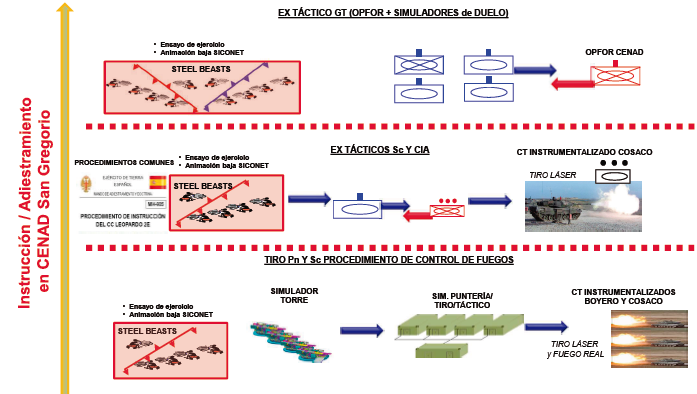 EX TÁCTICO GT (OPFOR + SIMULADORES de DUELO)
• Ensayo de ejercicio
• Animación baja SICONET
STEEL BEASTS
OPFOR CENAD
Instrucción / Adiestramiento
en CENAD San Gregorio
EX TÁCTICOS Sc Y CIA
PROCEDIMIENTOS COMUNES
• Ensayo de ejercicio
• Animación baja SICONET
CT INSTRUMENTALIZADO COSACO
EJÉRCITO DE TIERRA
ESPAÑOL
MANDO DE ADIESTRAMIENTO Y DOCTRINA
PROCEDIMIENTO DE INSTRUCCIÓN
DEL CC LEOPARDO 2E
STEEL BEASTS
TIRO LÁSER
TIRO Pn Y Sc PROCEDIMIENTO DE CONTROL DE FUEGOS
• Ensayo de ejercicio
• Animación baja SICONET
STEEL BEASTS
SIMULADOR
TORRE
SIM. PUNTERÍA/
TIRO/TÁCTICO
CT INSTRUMENTALIZADOS
BOYERO Y COSACO
TIRO LÁSER
y FUEGO REAL